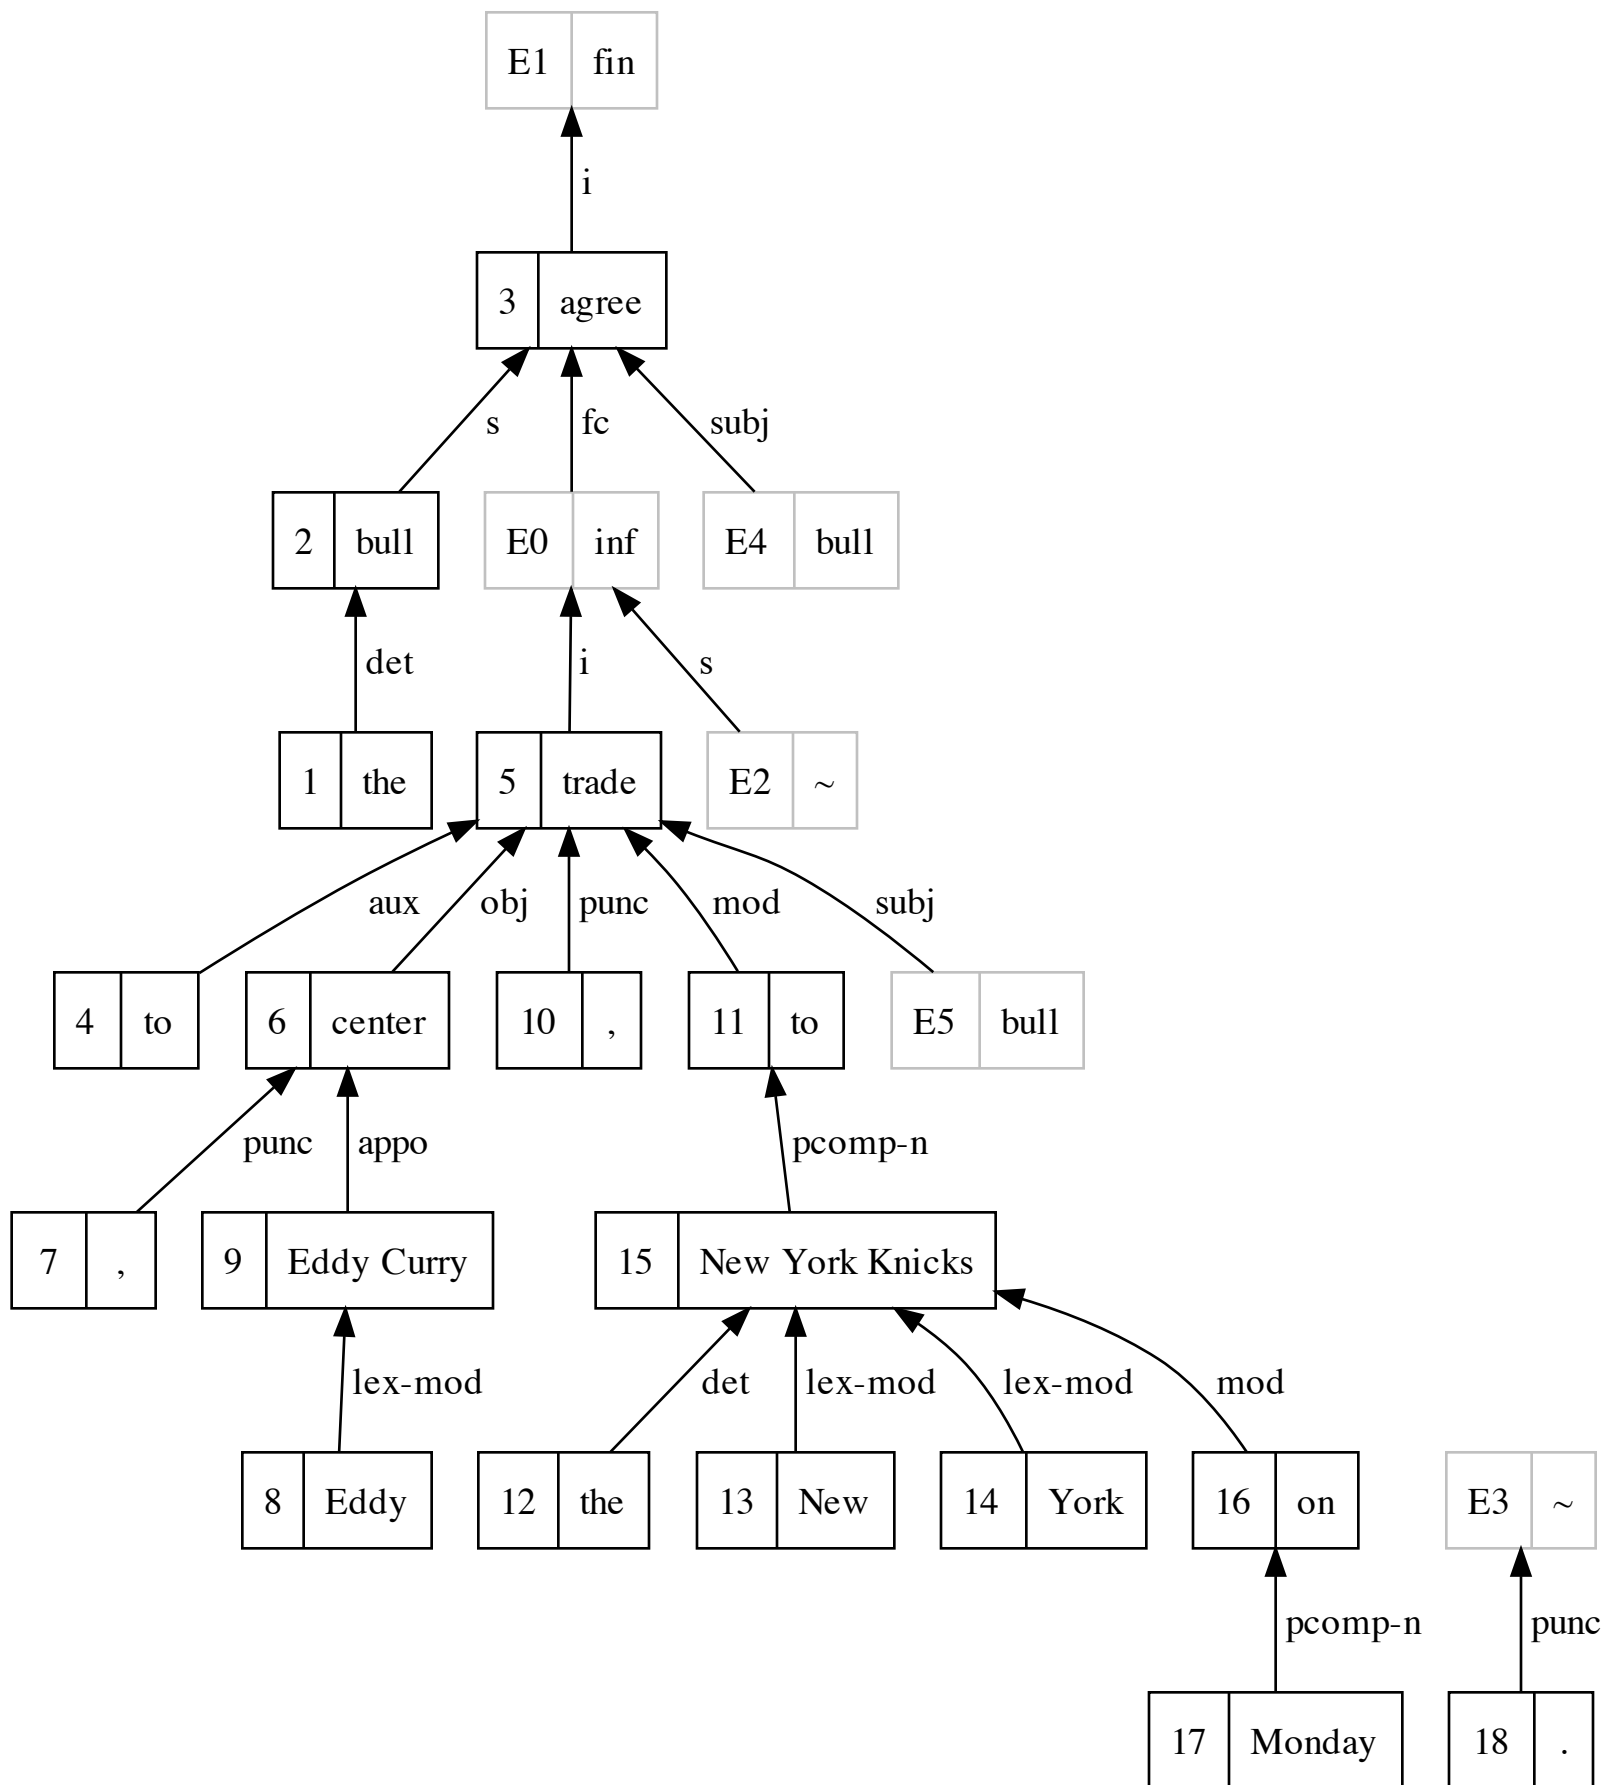 E1 fin
i
3 agree
s fc subj
2 bull E0 inf E4 bull
det i s
1 the 5 trade E2 ~
aux obj punc mod subj
4 to 6 center 10 , 11 to E5 bull
punc appo pcomp-n
7 , 9 Eddy Curry 15 New York Knicks
lex-mod det lex-mod lex-mod mod
8 Eddy 12 the 13 New 14 York 16 on E3 ~
pcomp-n punc
17 Monday 18 .